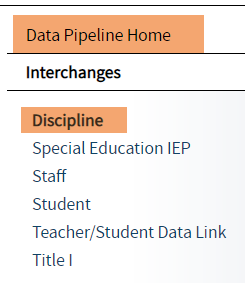 Data Pipeline Home
Interchanges
Discipline
Special Education IEP
Staff
Student
Teacher/Student Data Link
Title I